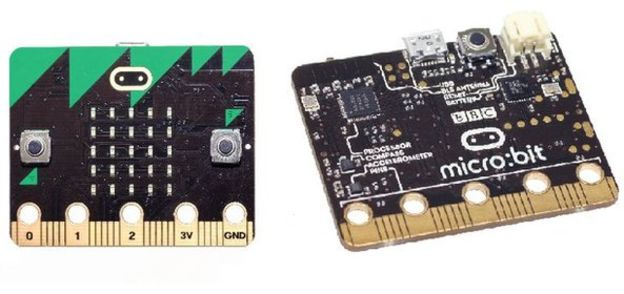 0 1 2 3V GND
USB
BLE ANTENNA
RESET
BATTERY
BBC
PROCESSOR
COMPASS
ACCELEROMETER
PINS
micro:bit